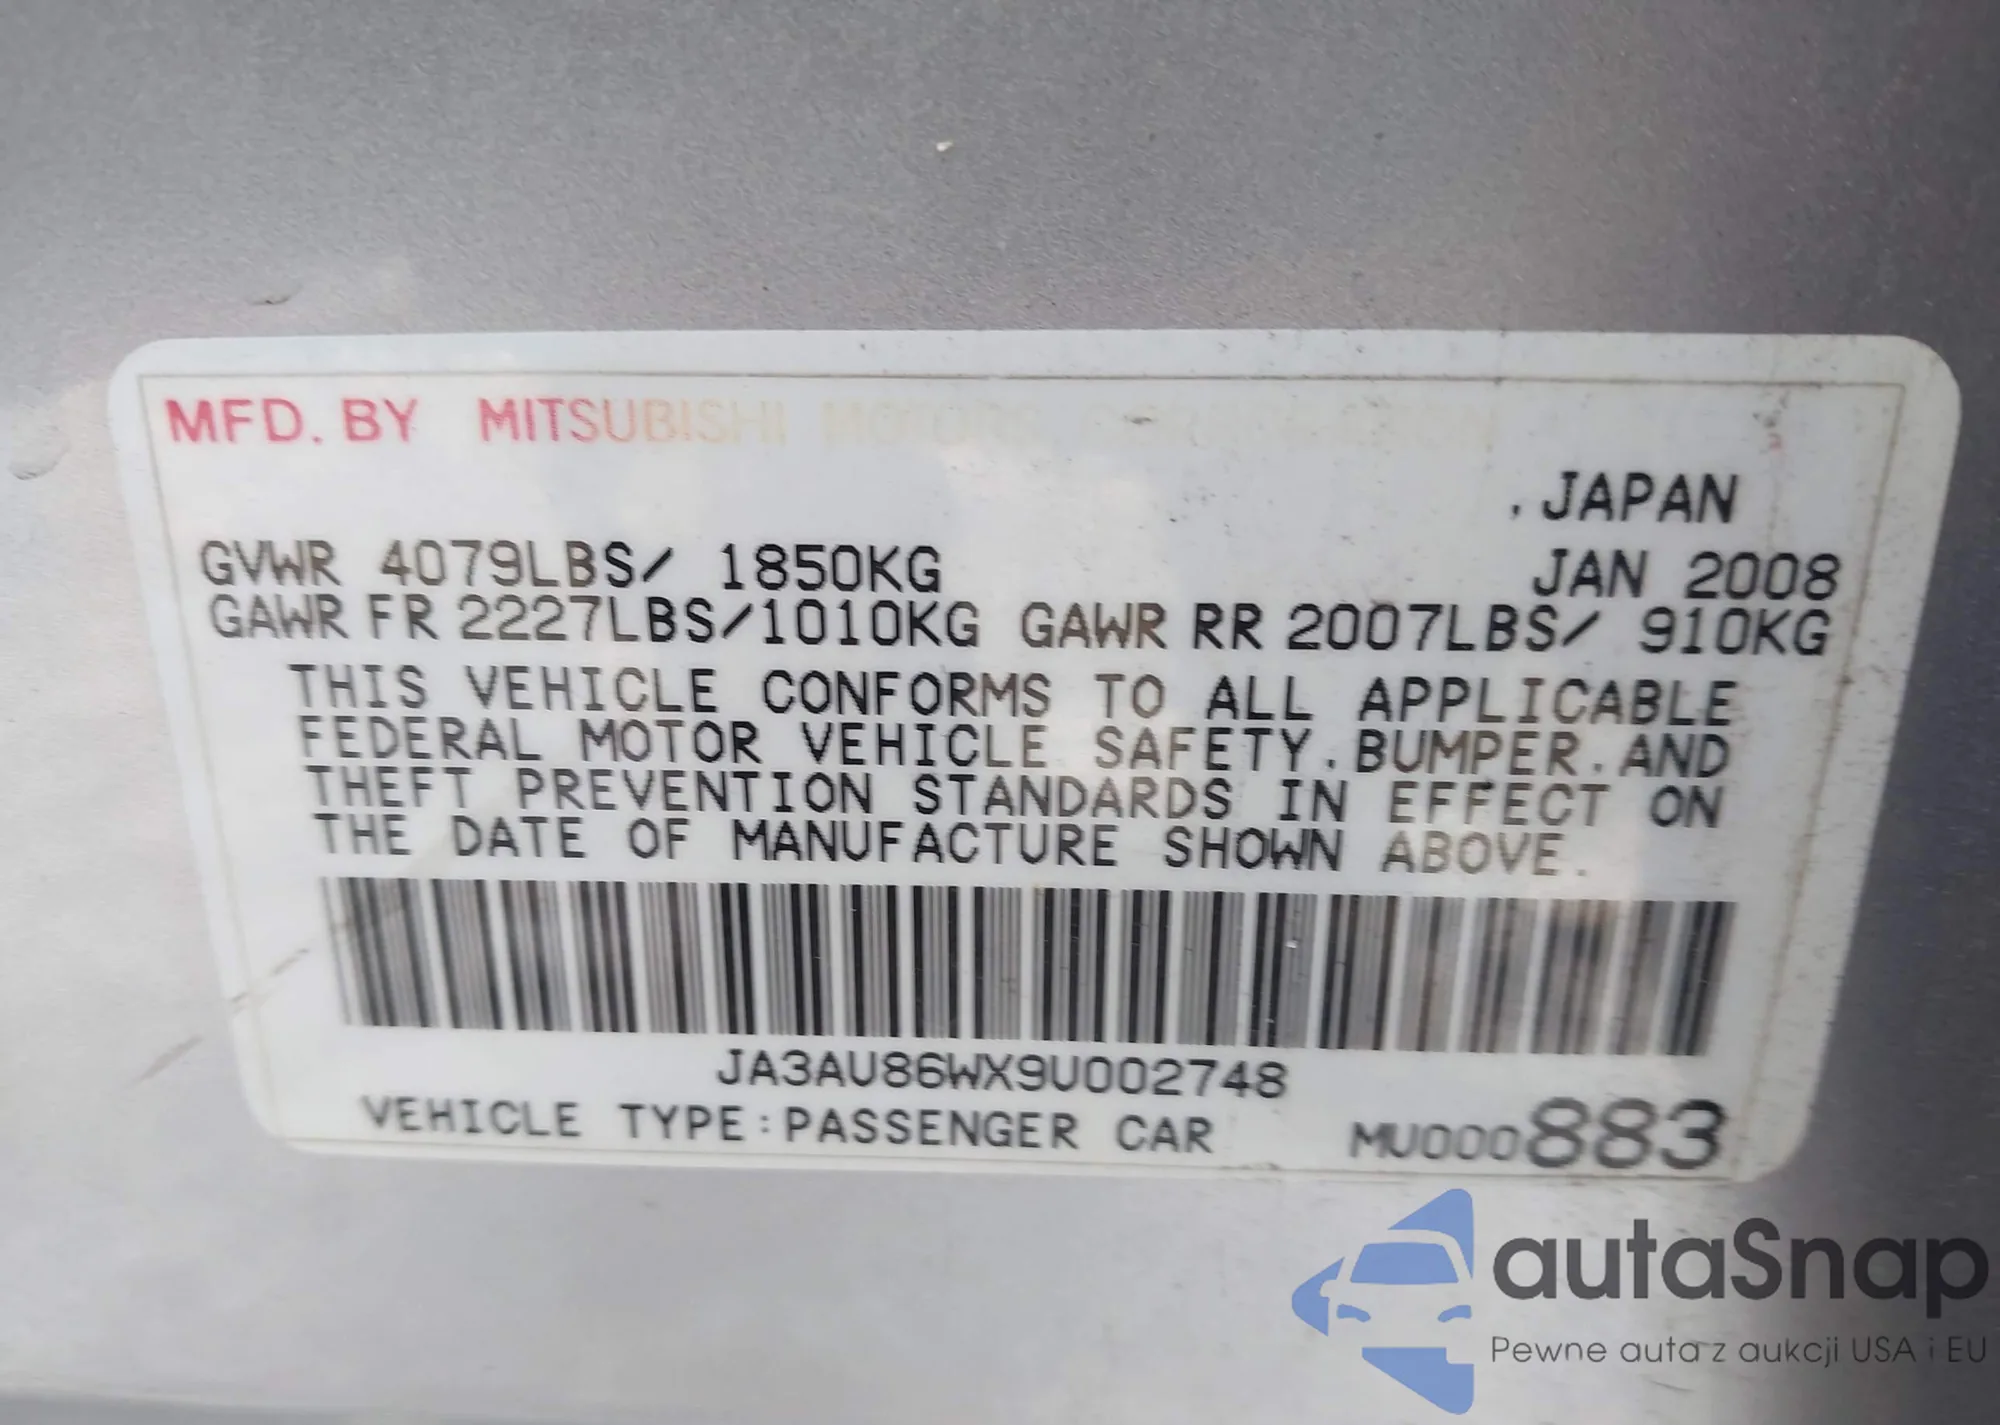 MFD. BY MITSUBISHI MOTORS CORPORATION
, JAPAN
GVWR 4079LBS/ 1850KG JAN 2008
GAWR FR 2227LBS/1010KG GAWR RR 2007LBS/ 910KG
THIS VEHICLE CONFORMS TO ALL APPLICABLE
FEDERAL MOTOR VEHICLE SAFETY.BUMPER.AND
THEFT PREVENTION STANDARDS IN EFFECT ON
THE DATE OF MANUFACTURE SHOWN ABOVE.
JA3AU86WX9U002748
VEHICLE TYPE:PASSENGER CAR MU000883
autaSnap
Pewne auta z aukcji USA i EU